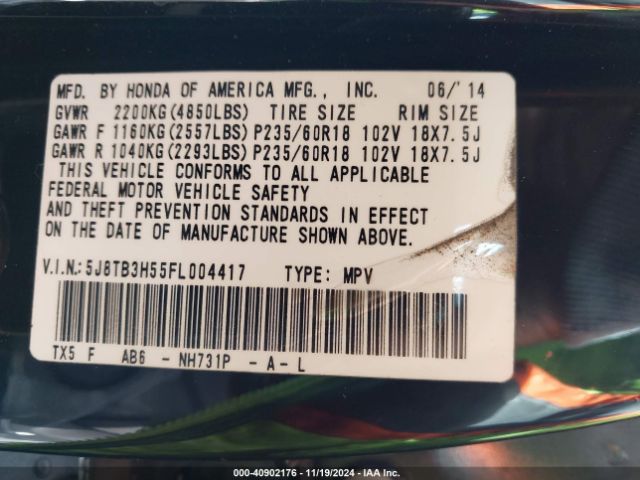 MFD. BY HONDA OF AMERICA MFG., INC. 06/'14
GVWR 2200KG(4850LBS) TIRE SIZE RIM SIZE
GAWR F 1160KG(2557LBS) P235/60R18 102V 18X7.5J
GAWR R 1040KG(2293LBS) P235/60R18 102V 18X7.5J
THIS VEHICLE CONFORMS TO ALL APPLICABLE
FEDERAL MOTOR VEHICLE SAFETY
AND THEFT PREVENTION STANDARDS IN EFFECT
ON THE DATE OF MANUFACTURE SHOWN ABOVE.
V.I.N.:5J8TB3H55FL004417 TYPE: MPV
TX5 F AB6 - NH731P - A - L
000-40902176 - 11/19/2024 - IAA Inc.